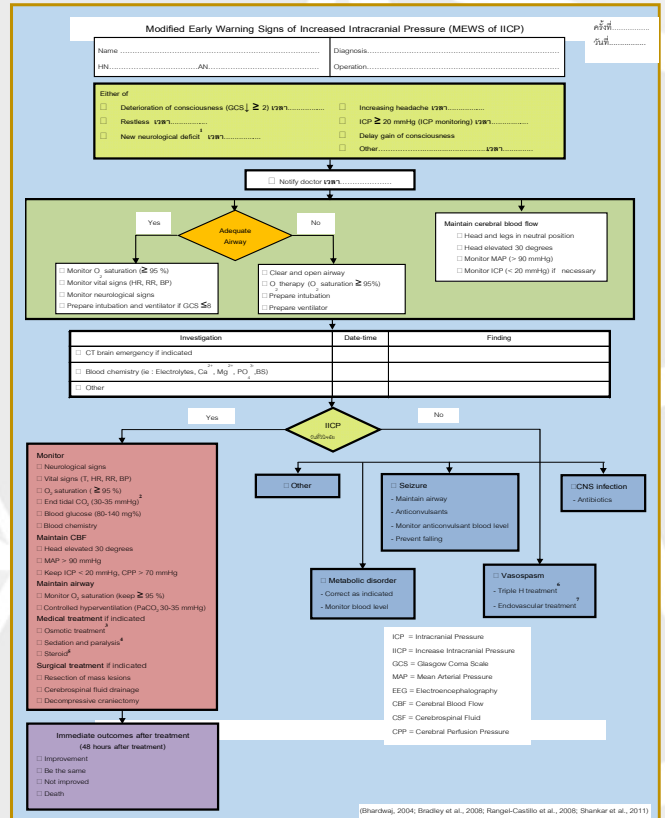 Modified Early Warning Signs of Increased Intracranial Pressure (MEWS of IICP)
ครั้งที่.................
วันที่.................
Name ......................................................
Diagnosis......................................................
HN........................AN..............................
Operation......................................................
Either of
☐ Deterioration of consciousness (GCS↓ ≥ 2) เวลา.................
☐ Restless เวลา.................
☐ New neurological deficit¹ เวลา.................
☐ Increasing headache เวลา.................
☐ ICP ≥ 20 mmHg (ICP monitoring) เวลา.................
☐ Delay gain of consciousness
☐ Other.................................เวลา.................
☐ Notify doctor เวลา.....................
Yes
Adequate
Airway
No
☐ Monitor O₂ saturation (≥ 95 %)
☐ Monitor vital signs (HR, RR, BP)
☐ Monitor neurological signs
☐ Prepare intubation and ventilator if GCS ≤8
☐ Clear and open airway
☐ O₂ therapy (O₂ saturation ≥ 95%)
☐ Prepare intubation
☐ Prepare ventilator
Maintain cerebral blood flow
☐ Head and legs in neutral position
☐ Head elevated 30 degrees
☐ Monitor MAP (> 90 mmHg)
☐ Monitor ICP (< 20 mmHg) if necessary
Investigation Date-time Finding
☐ CT brain emergency if indicated
☐ Blood chemistry (ie : Electrolytes, Ca²⁺, Mg²⁺, PO₄³⁻ ,BS)
☐ Other
Yes
IICP
No
Monitor
☐ Neurological signs
☐ Vital signs (T, HR, RR, BP)
☐ O₂ saturation ( ≥ 95 %)
☐ End tidal CO₂ (30-35 mmHg)²
☐ Blood glucose (80-140 mg%)
☐ Blood chemistry
Maintain CBF
☐ Head elevated 30 degrees
☐ MAP > 90 mmHg
☐ Keep ICP < 20 mmHg, CPP > 70 mmHg
Maintain airway
☐ Monitor O₂ saturation (keep ≥ 95 %)
☐ Controlled hyperventilation (PaCO₂ 30-35 mmHg)
Medical treatment if indicated
☐ Osmotic treatment³
☐ Sedation and paralysis⁴
☐ Steroid⁵
Surgical treatment if indicated
☐ Resection of mass lesions
☐ Cerebrospinal fluid drainage
☐ Decompressive craniectomy
☐ Other
☐ Seizure
- Maintain airway
- Anticonvulsants
- Monitor anticonvulsant blood level
- Prevent falling
☐CNS infection
- Antibiotics
☐ Metabolic disorder
- Correct as indicated
- Monitor blood level
☐ Vasospasm
- Triple H treatment⁶
- Endovascular treatment⁷
ICP = Intracranial Pressure
IICP = Increase Intracranial Pressure
GCS = Glasgow Coma Scale
MAP = Mean Arterial Pressure
EEG = Electroencephalography
CBF = Cerebral Blood Flow
CSF = Cerebrospinal Fluid
CPP = Cerebral Perfusion Pressure
Immediate outcomes after treatment
(48 hours after treatment)
☐ Improvement
☐ Be the same
☐ Not improved
☐ Death
(Bhardwaj, 2004; Bradley et al., 2008; Rangel-Castillo et al., 2008; Shankar et al., 2011)